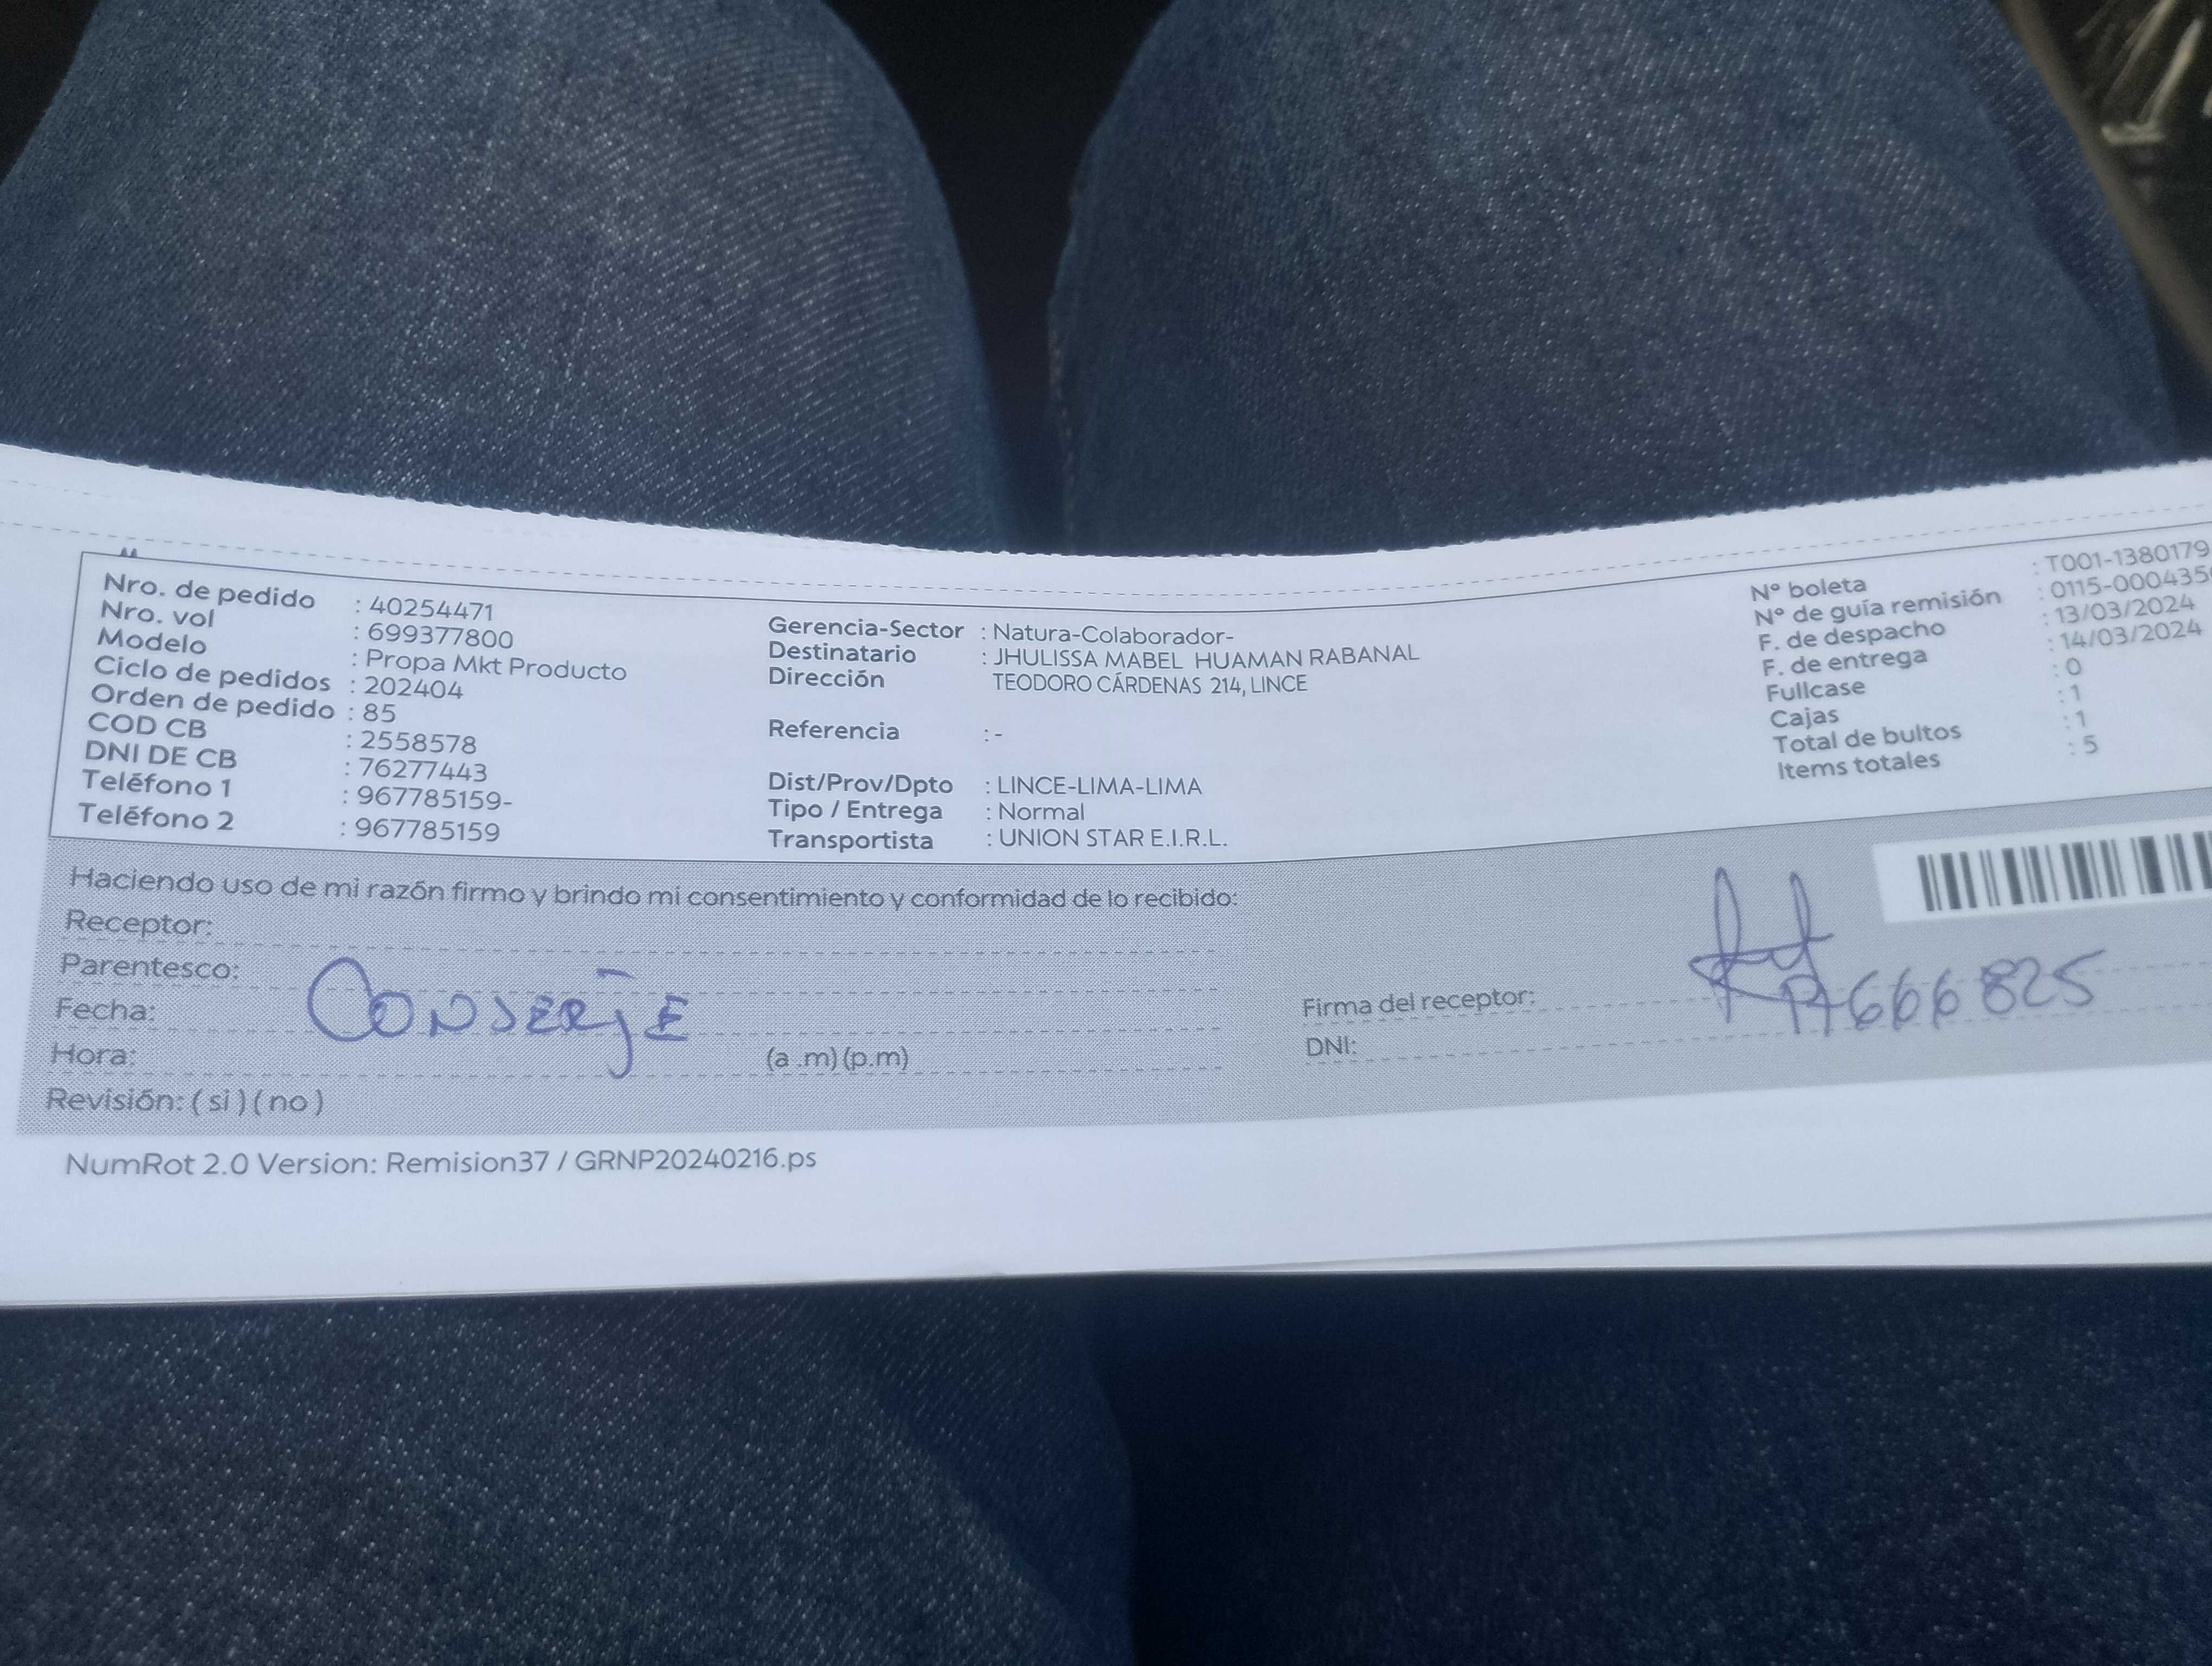 Nro. de pedido : 40254471
Nro. vol : 699377800
Modelo : Propa Mkt Producto
Ciclo de pedidos : 202404
Orden de pedido : 85
COD CB : 2558578
DNI DE CB : 76277443
Teléfono 1 : 967785159-
Teléfono 2 : 967785159
Gerencia-Sector : Natura-Colaborador-
Destinatario : JHULISSA MABEL HUAMAN RABANAL
Dirección TEODORO CÁRDENAS 214, LINCE
Referencia :-
Dist/Prov/Dpto : LINCE-LIMA-LIMA
Tipo / Entrega : Normal
Transportista : UNION STAR E.I.R.L.
Nº boleta : T001-1380179
Nº de guía remisión : 0115-000435
F. de despacho : 13/03/2024
F. de entrega : 14/03/2024
Fullcase : 0
Cajas : 1
Total de bultos : 1
Items totales : 5
Haciendo uso de mi razón firmo y brindo mi consentimiento y conformidad de lo recibido:
Receptor:
Parentesco:
CONSERJE
Fecha:
Hora: (a .m) (p.m)
Revisión: ( si ) ( no )
Firma del receptor:
DNI:
NumRot 2.0 Version: Remision37 / GRNP20240216.ps